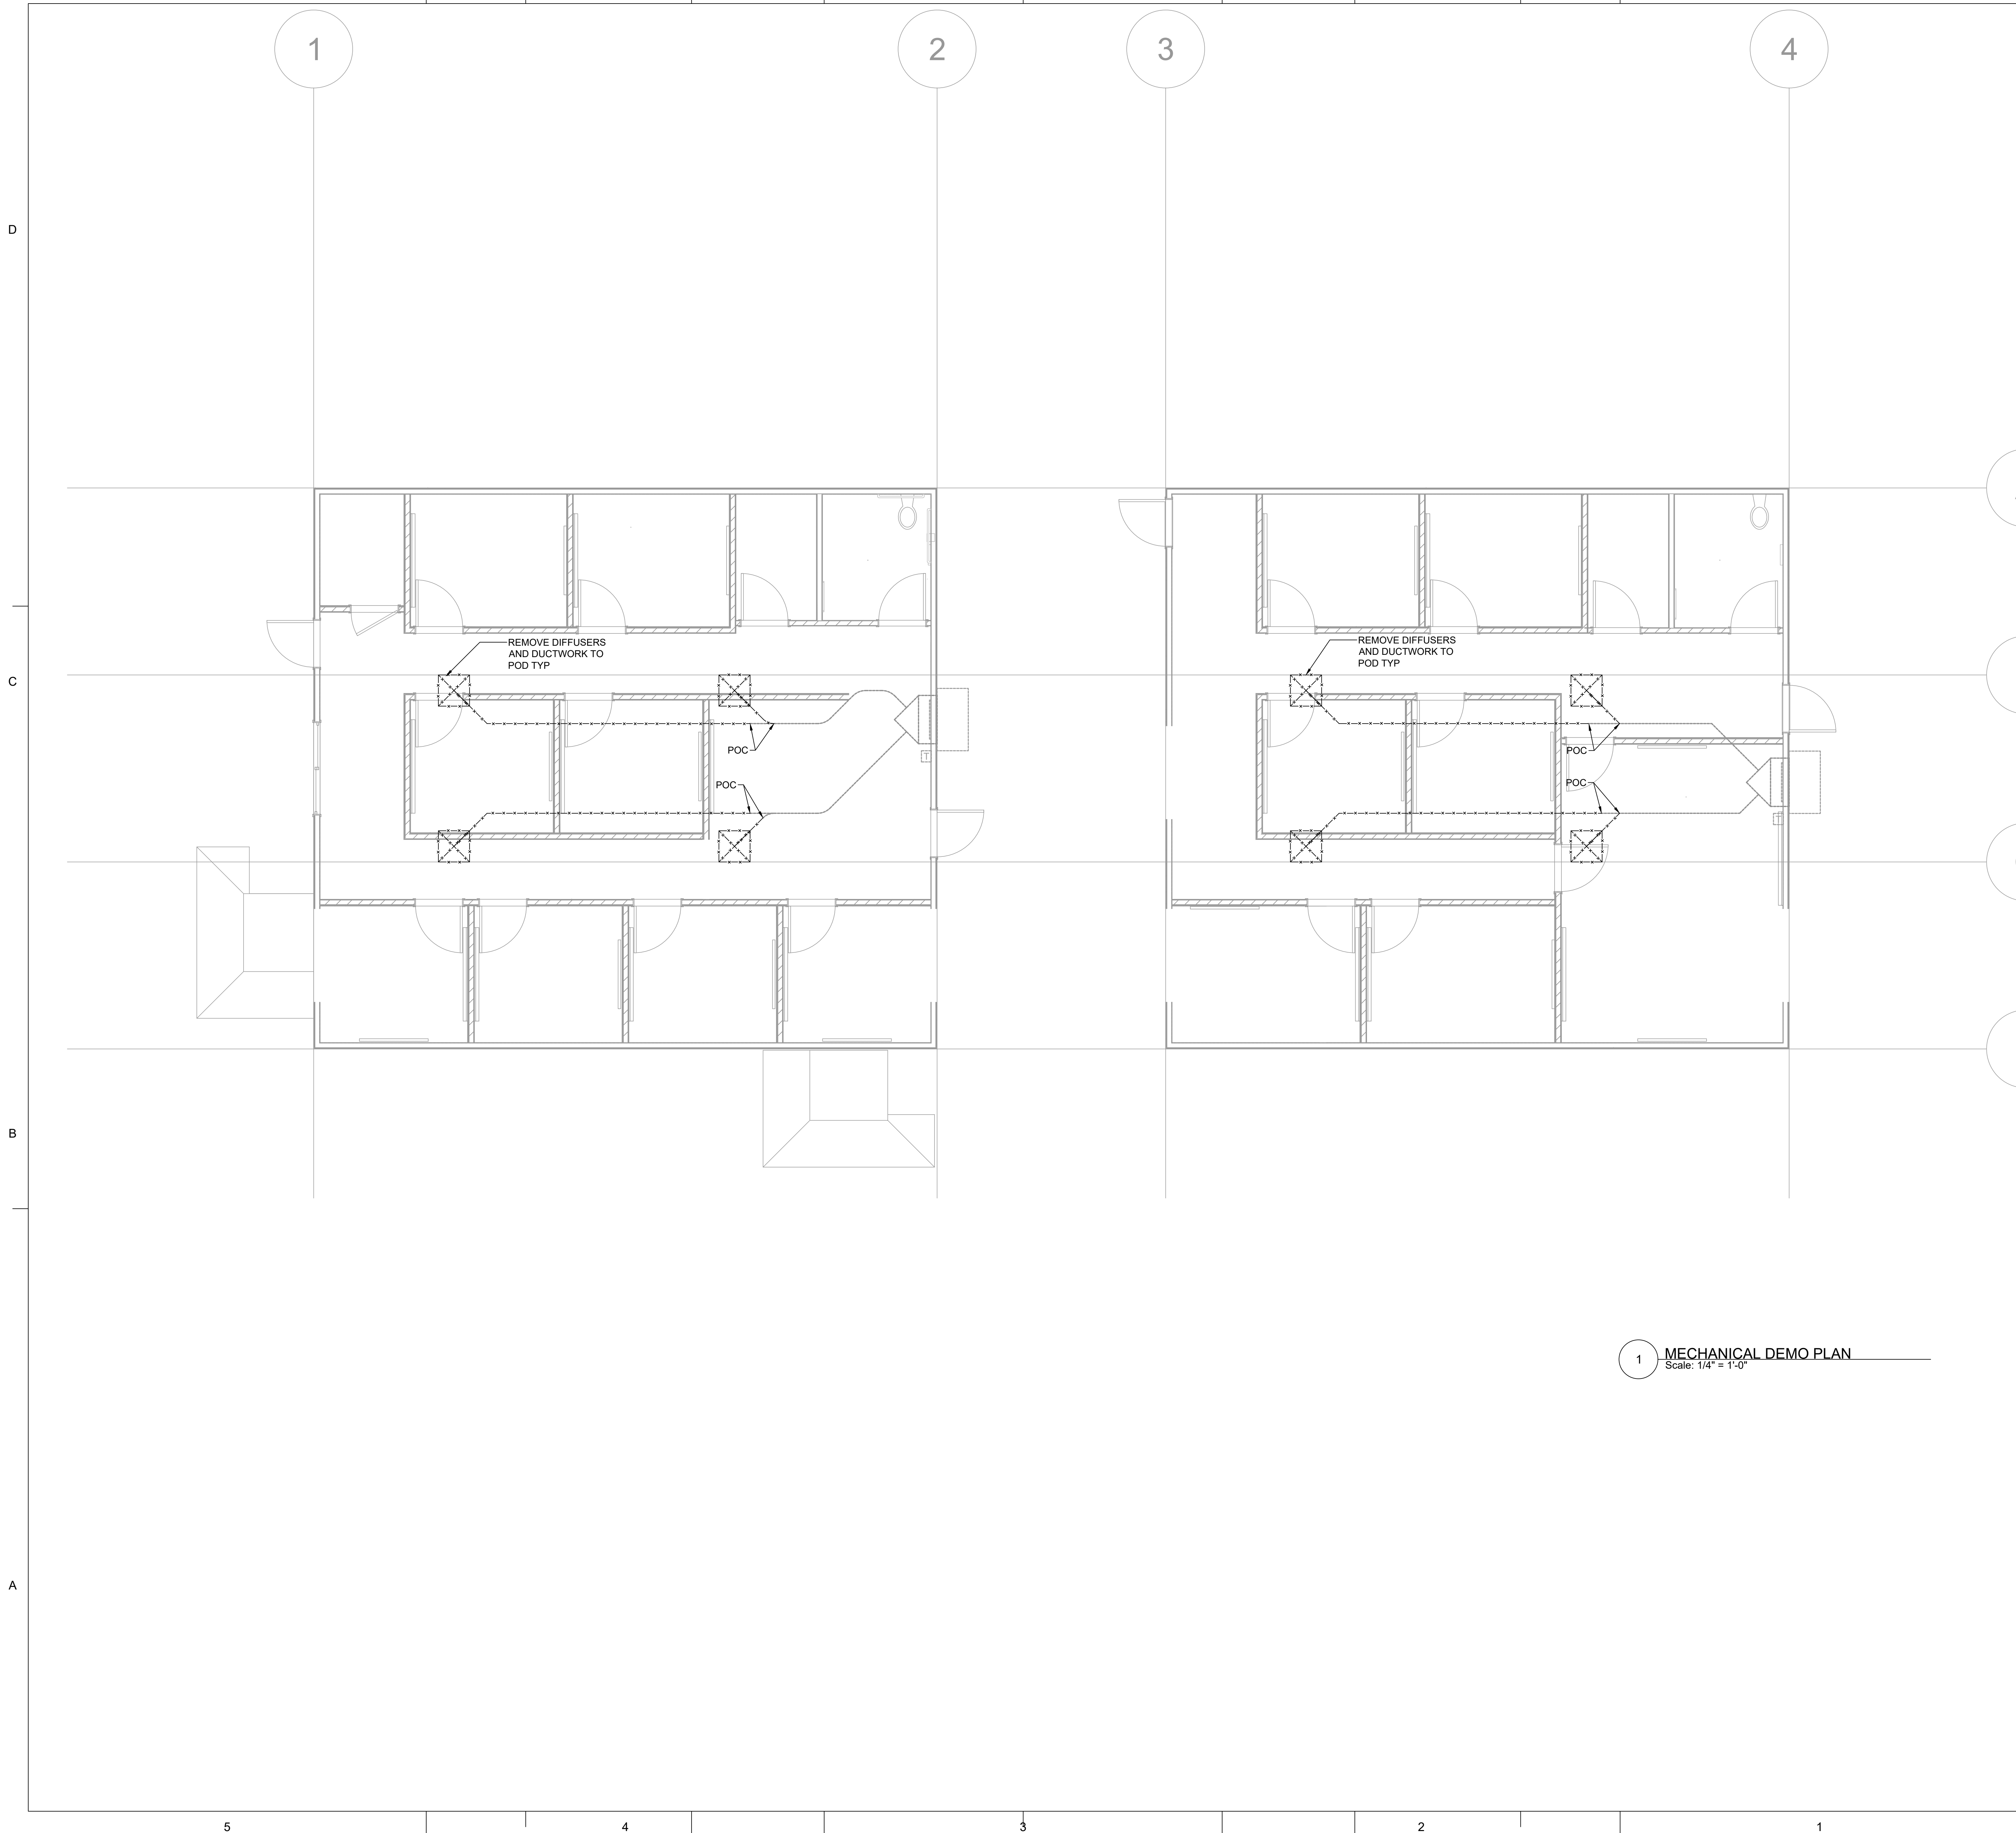 1
2
3
4
D
REMOVE DIFFUSERS
AND DUCTWORK TO
POD TYP
REMOVE DIFFUSERS
AND DUCTWORK TO
POD TYP
C
POC
POC
T
POC
POC
T
B
1
MECHANICAL DEMO PLAN
Scale: 1/4" = 1'-0"
A
5
4
3
2
1